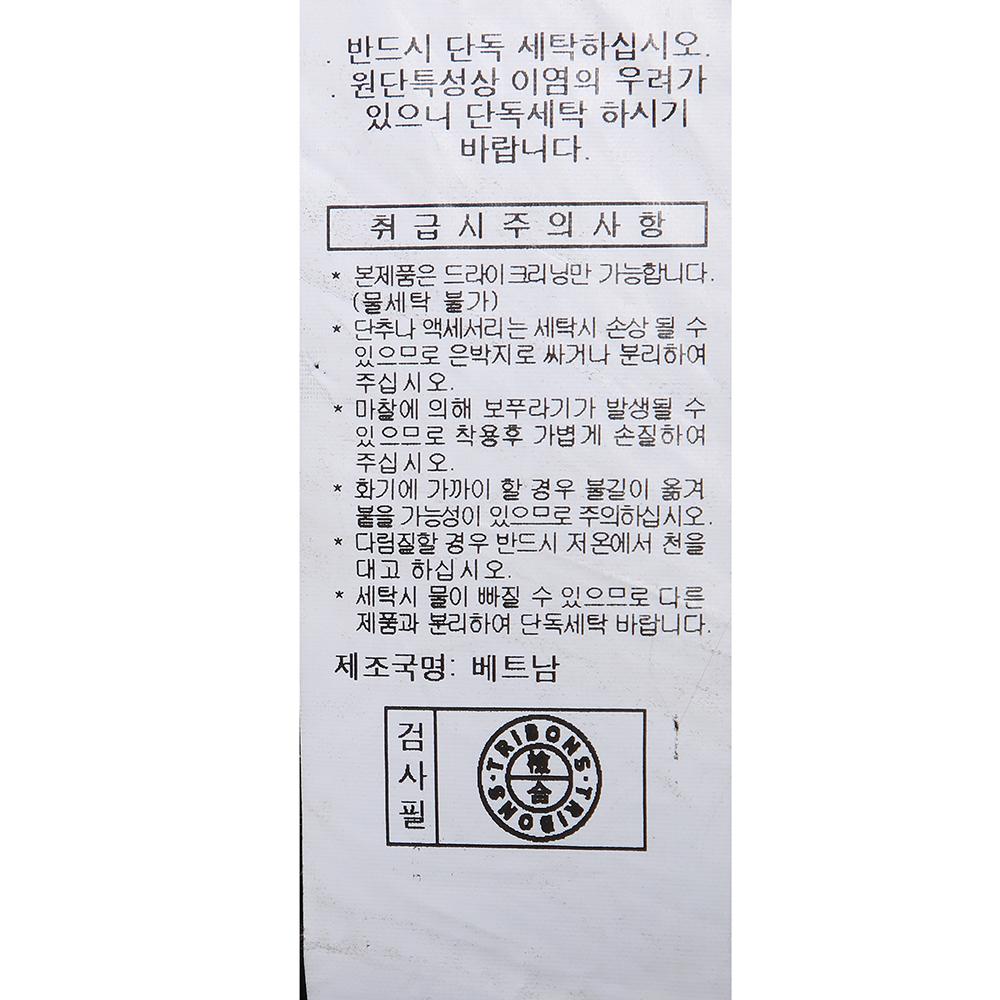 . 반드시 단독 세탁하십시오.
. 원단특성상 이염의 우려가
있으니 단독세탁 하시기
바랍니다.
취급시주의사항
* 본제품은 드라이크리닝만 가능합니다.
(물세탁 불가)
* 단추나 액세서리는 세탁시 손상 될 수
있으므로 은박지로 싸거나 분리하여
주십시오.
* 마찰에 의해 보푸라기가 발생될 수
있으므로 착용후 가볍게 손질하여
주십시오.
* 화기에 가까이 할 경우 불길이 옮겨
붙을 가능성이 있으므로 주의하십시오.
* 다림질할 경우 반드시 저온에서 천을
대고 하십시오.
* 세탁시 물이 빠질 수 있으므로 다른
제품과 분리하여 단독세탁 바랍니다.
제조국명: 베트남
검사필
TRIBONS · TRIBONS ·
檢
合